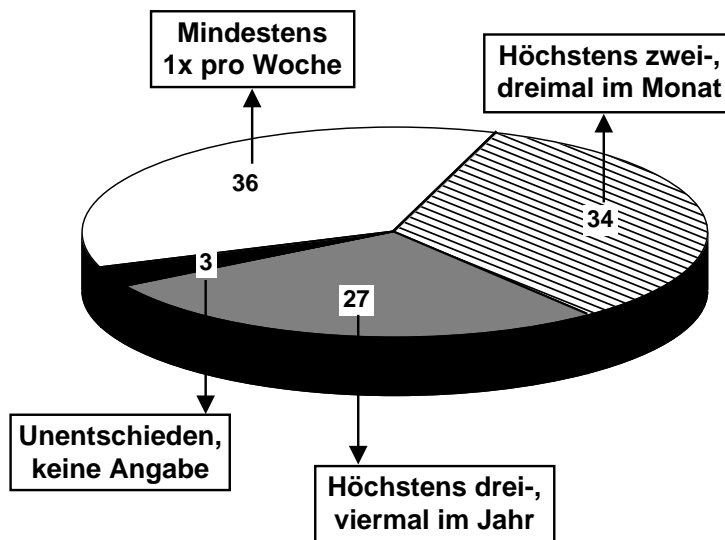 Mindestens
1x pro Woche
Höchstens zwei-,
dreimal im Monat
36
34
3
27
Unentschieden,
keine Angabe
Höchstens drei-,
viermal im Jahr